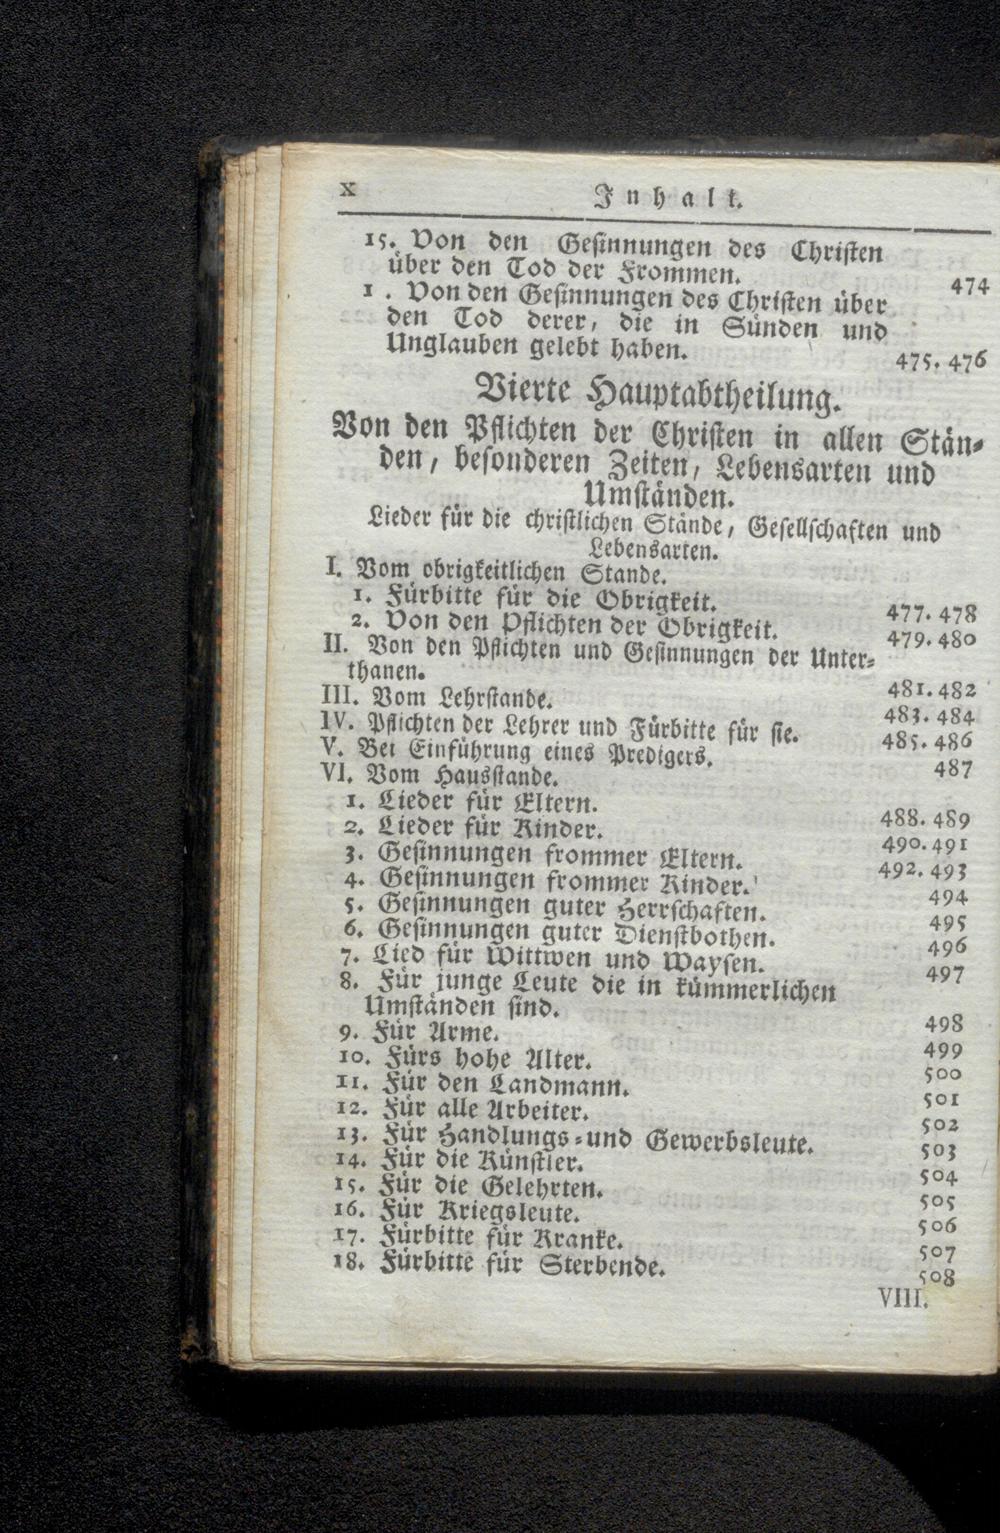 X Inhalt.
15. Von den Gesinnungen des Christen
über den Tod der Frommen. 474
1 . Von den Gesinnungen des Christen über
den Tod derer, die in Sünden und
Unglauben gelebt haben. 475. 476
Vierte Hauptabtheilung.
Von den Pflichten der Christen in allen Stän-
den, besonderen Zeiten, Lebensarten und
Umständen.
Lieder für die christlichen Stände, Gesellschaften und
Lebensarten.
I. Vom obrigkeitlichen Stande.
1. Fürbitte für die Obrigkeit. 477. 478
2. Von den Pflichten der Obrigkeit. 479. 480
II. Von den Pflichten und Gesinnungen der Unter-
thanen. 481. 482
III. Vom Lehrstande. 483. 484
IV. Pflichten der Lehrer und Fürbitte für sie. 485. 486
V. Bei Einführung eines Predigers. 487
VI. Vom Hausstande.
1. Lieder für Eltern. 488. 489
2. Lieder für Kinder. 490. 491
3. Gesinnungen frommer Eltern. 492. 493
4. Gesinnungen frommer Kinder. 494
5. Gesinnungen guter Herrschaften. 495
6. Gesinnungen guter Dienstbothen. 496
7. Lied für Wittwen und Waysen. 497
8. Für junge Leute die in kümmerlichen
Umständen sind. 498
9. Für Arme. 499
10. Fürs hohe Alter. 500
11. Für den Landmann. 501
12. Für alle Arbeiter. 502
13. Für Handlungs-und Gewerbsleute. 503
14. Für die Künstler. 504
15. Für die Gelehrten. 505
16. Für Kriegsleute. 506
17. Fürbitte für Kranke. 507
18. Fürbitte für Sterbende. 508
VIII.